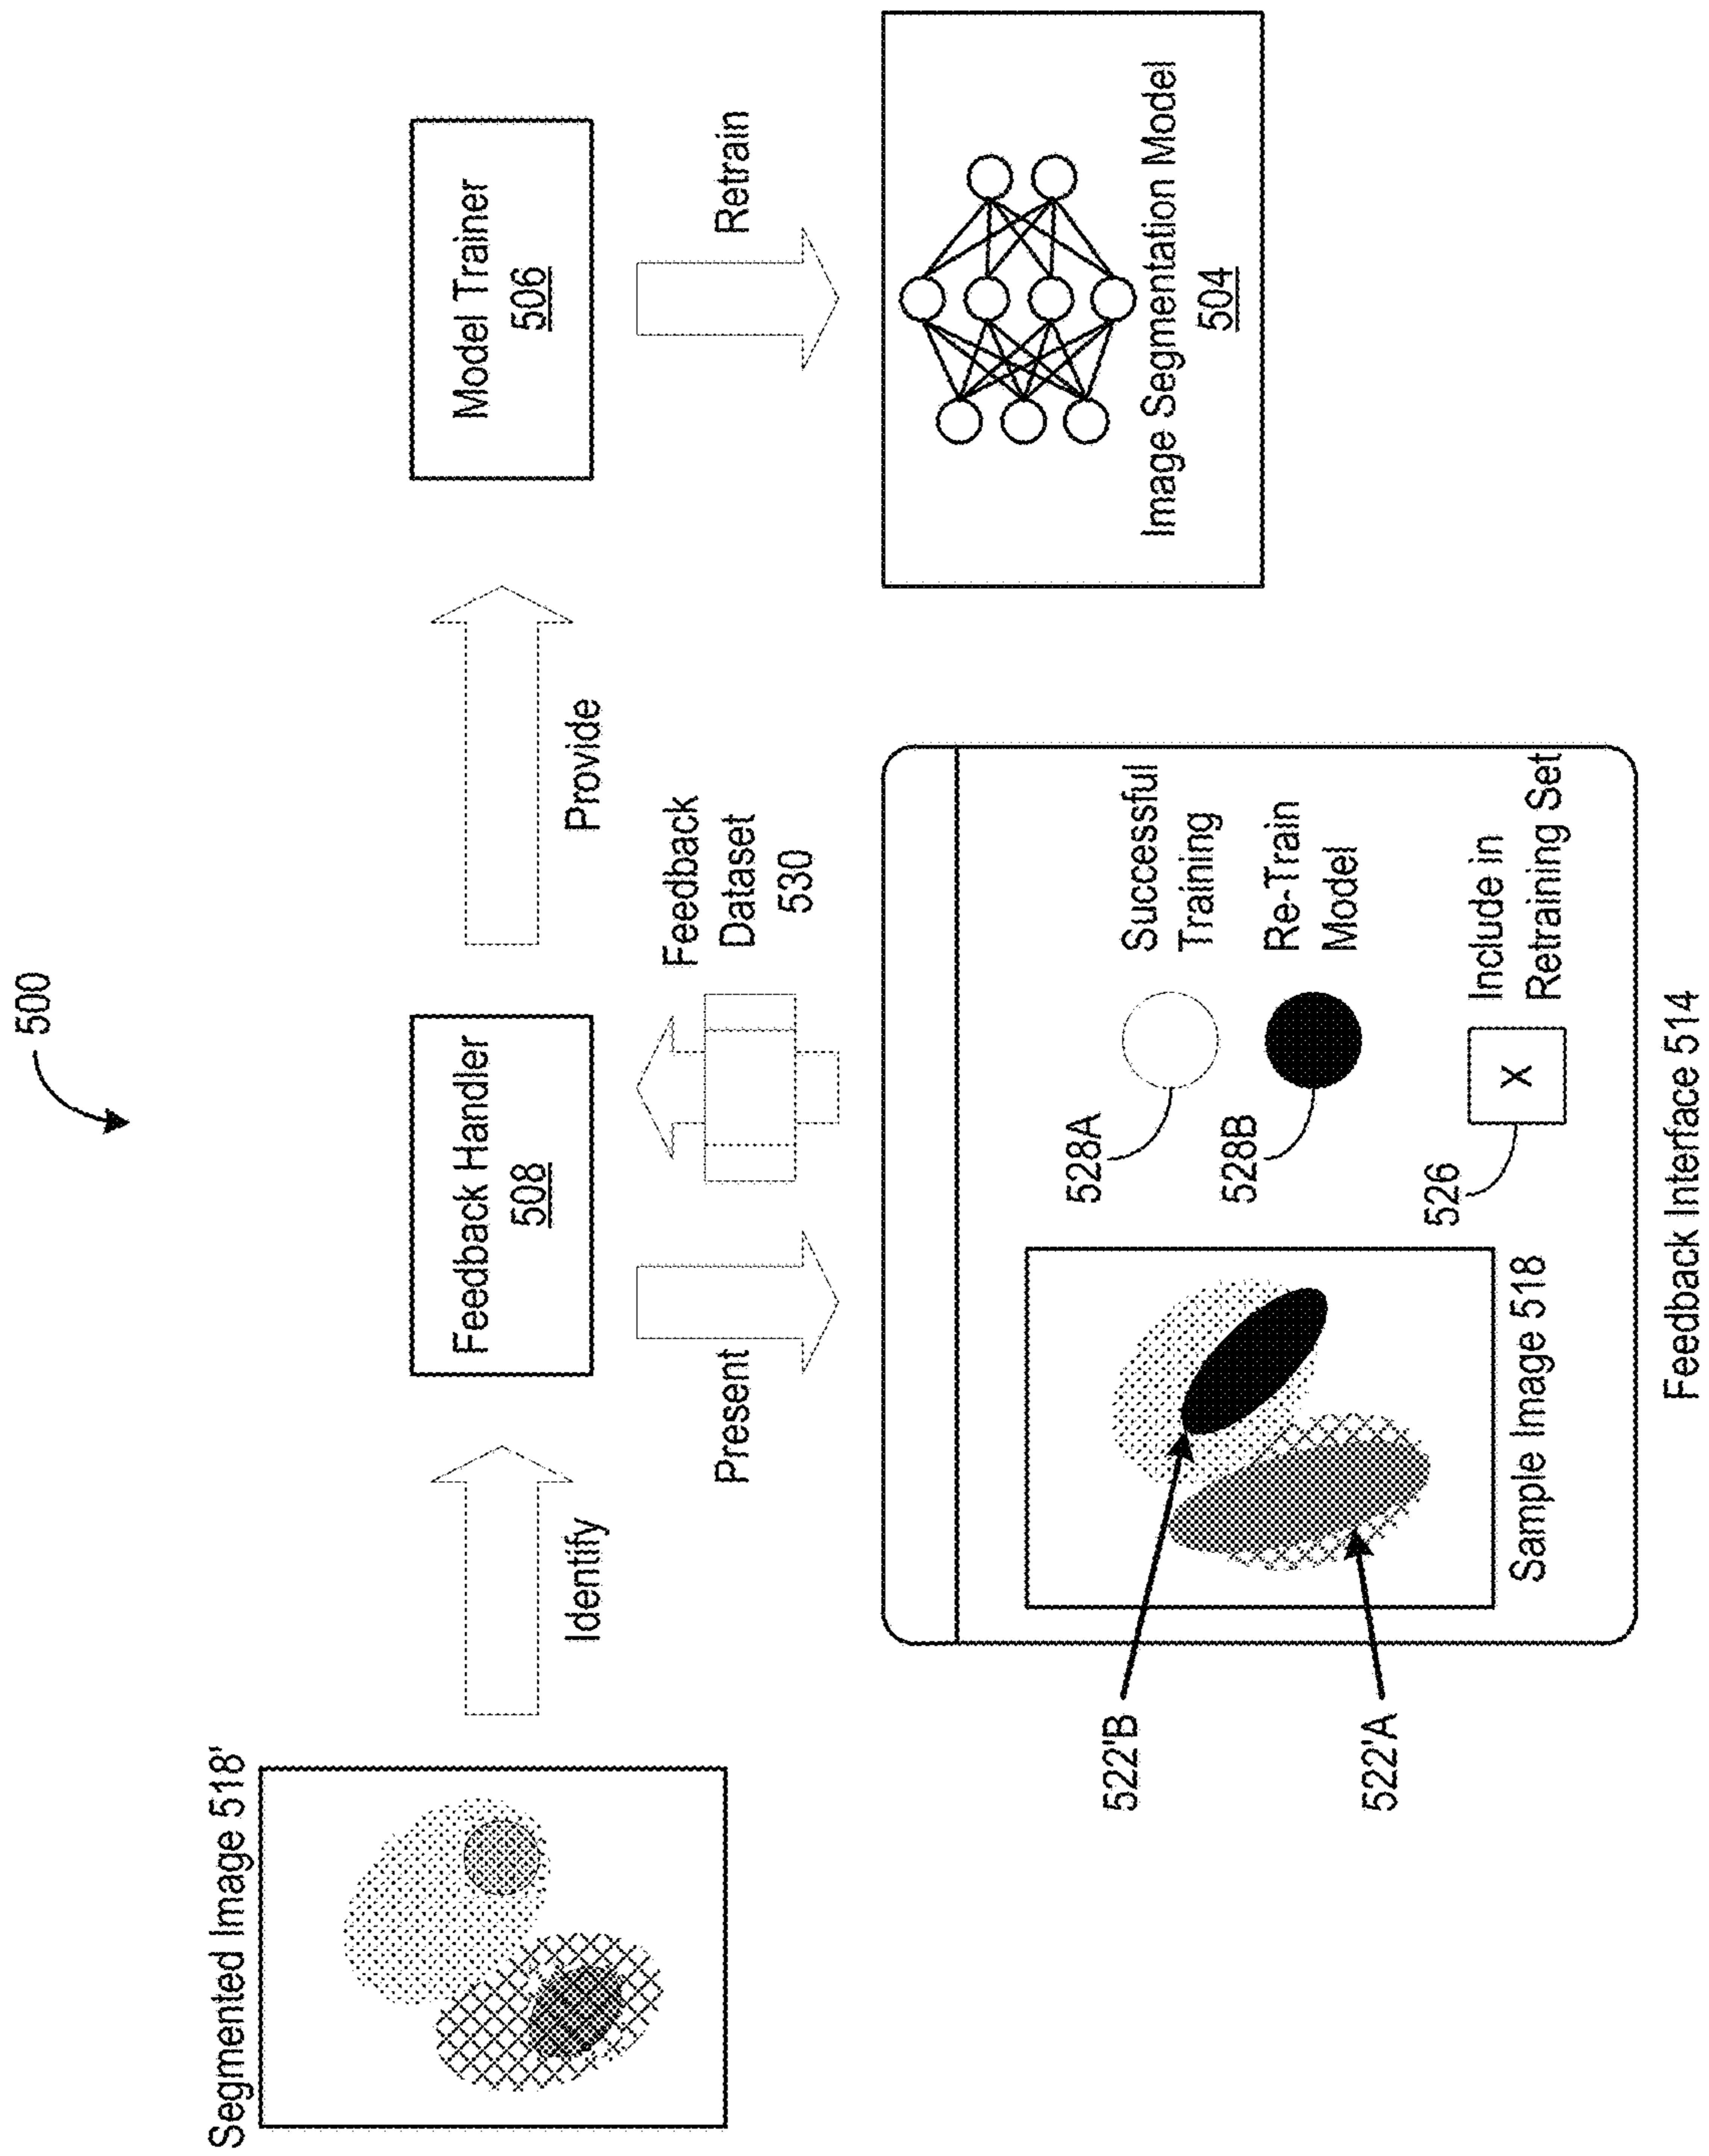 500
Segmented Image 518'
Identify
Feedback Handler
508
Provide
Model Trainer
506
Present
Feedback
Dataset
530
Retrain
522'B
522'A
Sample Image 518
528A
Successful
Training
528B
Re-Train
Model
526
X
Include in
Retraining Set
Feedback Interface 514
Image Segmentation Model
504